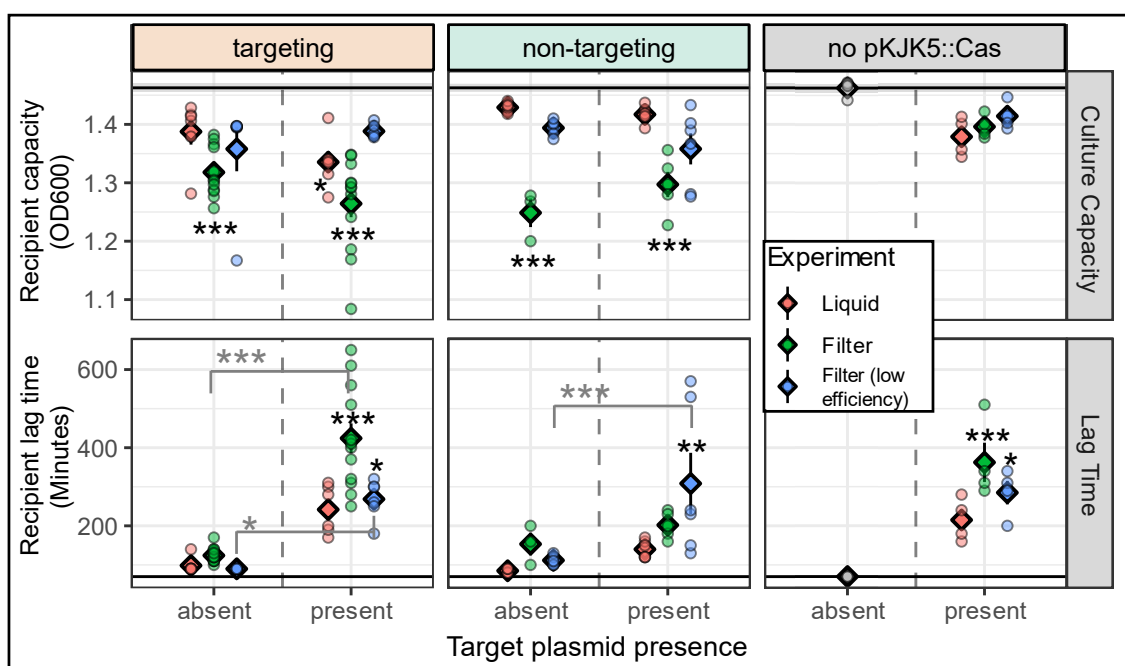 targeting
non-targeting
no pKJK5::Cas
Recipient capacity
(OD600)
1.4
1.3
1.2
1.1
***
*
***
***
***
Culture Capacity
Experiment
Liquid
Filter
Filter (low
efficiency)
Recipient lag time
(Minutes)
600
400
200
***
***
*
*
***
**
***
*
Lag Time
absent
present
absent
present
absent
present
Target plasmid presence